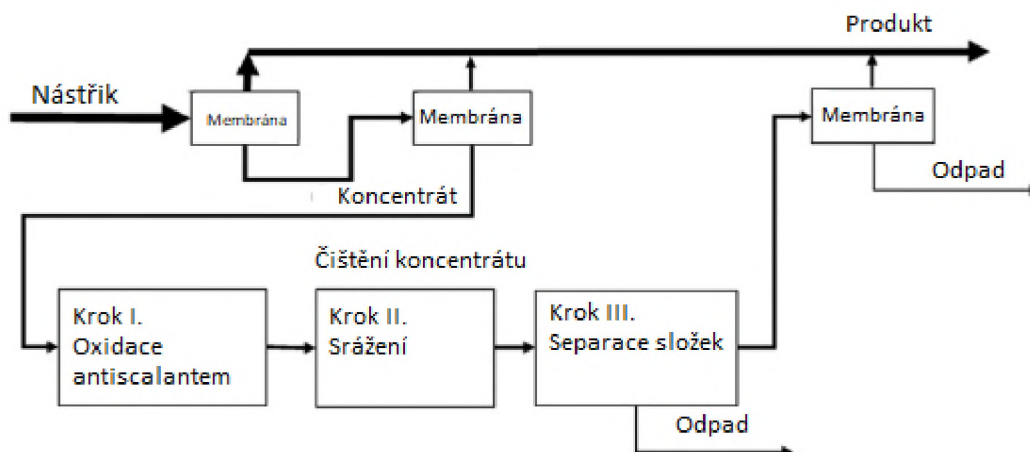 Produkt
Nástřik
Membrána
Membrána
Membrána
Odpad
Koncentrát
Čištění koncentrátu
Krok I.
Oxidace
antiscalantem
Krok II.
Srážení
Krok III.
Separace složek
Odpad